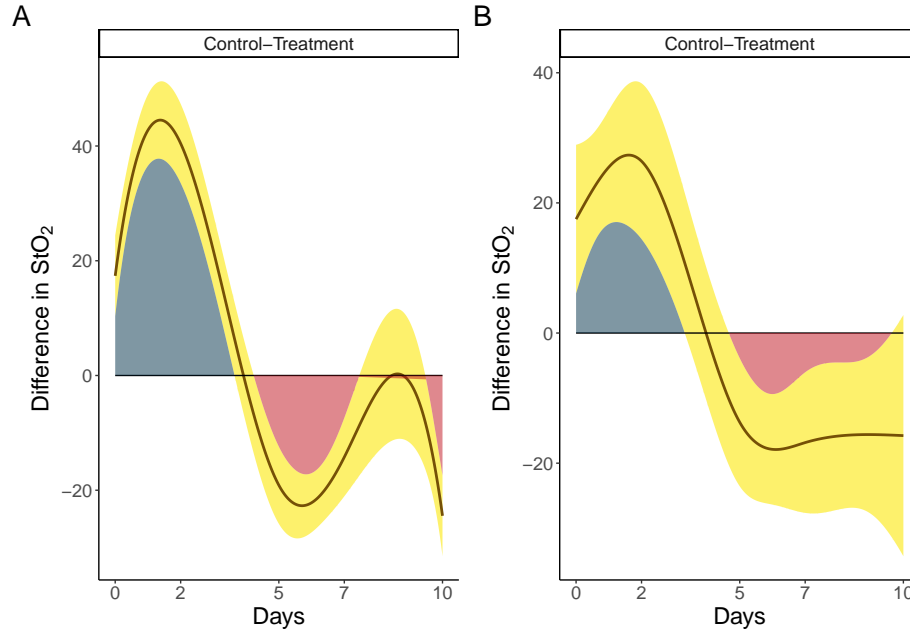 A
Control−Treatment
Difference in StO2
40
20
0
−20
0 2 5 7 10
Days
B
Control−Treatment
Difference in StO2
40
20
0
−20
0 2 5 7 10
Days